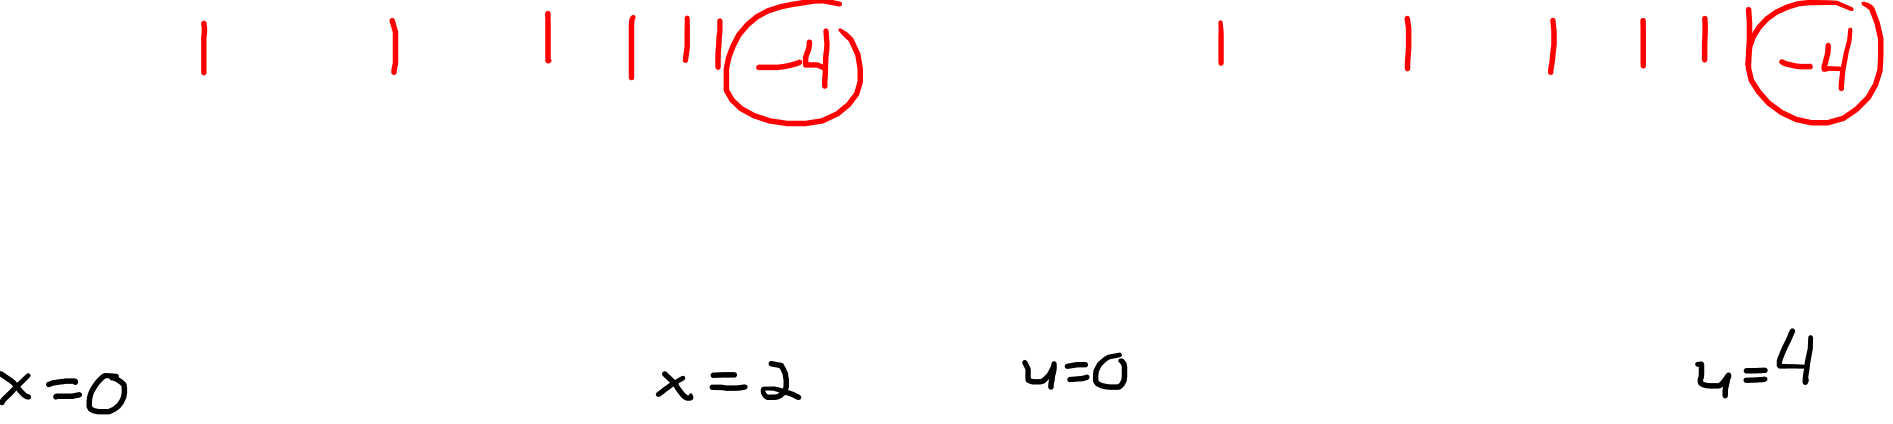 | | | | | | -4 | | | | | | -4
x=0 x=2 u=0 u=4